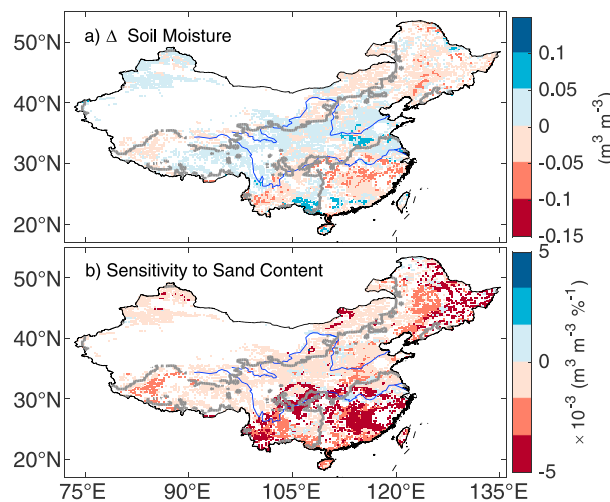 a) Δ Soil Moisture
50°N
40°N
30°N
20°N
0.1
0.05
0
-0.05
-0.1
-0.15
(m³ m⁻³)
b) Sensitivity to Sand Content
50°N
40°N
30°N
20°N
5
0
-5
× 10⁻³ (m³ m⁻³ %⁻¹)
75°E 90°E 105°E 120°E 135°E